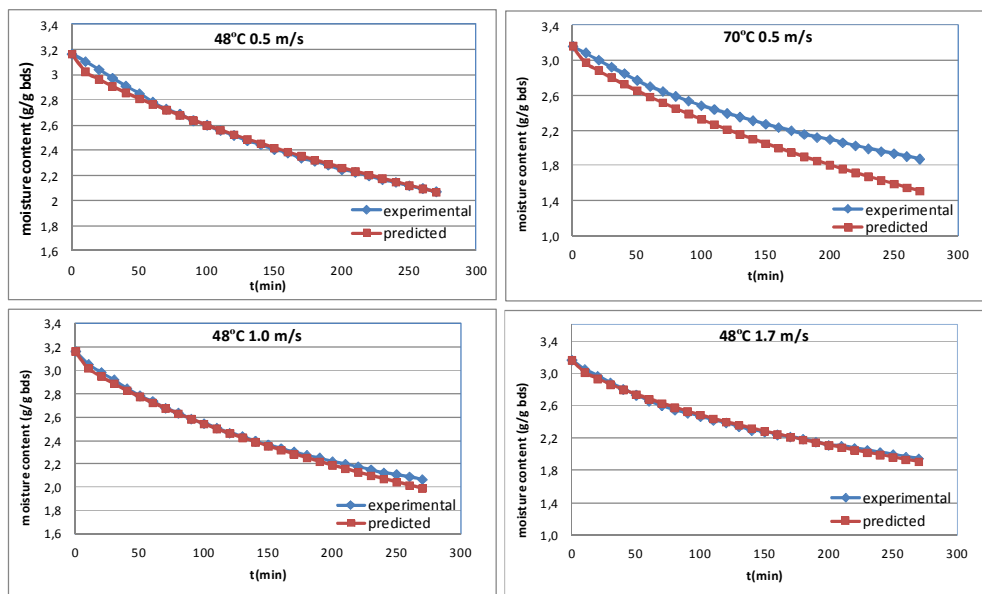 48°C 0.5 m/s
moisture content (g/g bds)
3,4
3,2
3
2,8
2,6
2,4
2,2
2
1,8
1,6
experimental
predicted
0 50 100 150 200 250 300
t(min)
70°C 0.5 m/s
moisture content (g/g bds)
3,4
3,0
2,6
2,2
1,8
1,4
1,0
experimental
predicted
0 50 100 150 200 250 300
t(min)
48°C 1.0 m/s
moisture content (g/g bds)
3,4
3,2
3,0
2,8
2,6
2,4
2,2
2,0
1,8
1,6
experimental
predicted
0 50 100 150 200 250 300
t(min)
48°C 1.7 m/s
moisture content (g/g bds)
3,4
3,0
2,6
2,2
1,8
1,4
1,0
experimental
predicted
0 50 100 150 200 250 300
t(min)